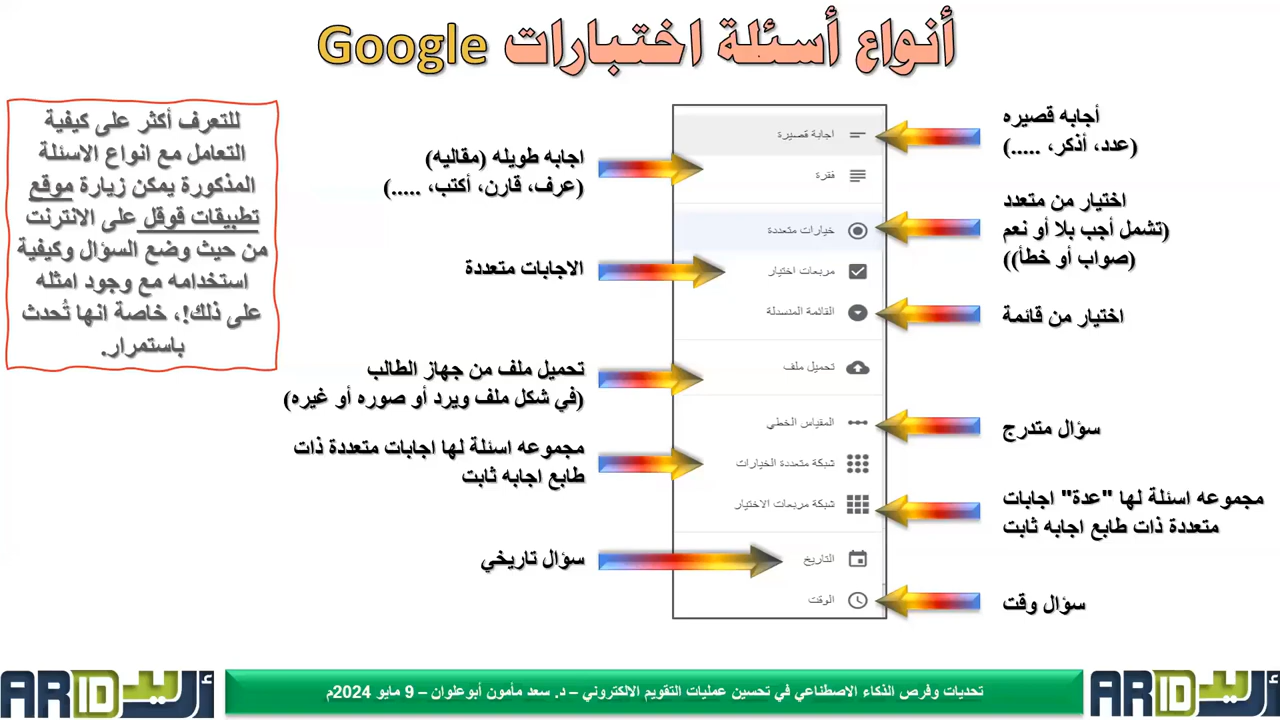 أنواع أسئلة اختبارات Google
أجابه قصيره
(عدد، أذكر، .....)
اختيار من متعدد
(تشمل أجب بلا أو نعم
(صواب أو خطأ))
اختيار من قائمة
سؤال متدرج
مجموعه اسئلة لها "عدة" اجابات
متعددة ذات طابع اجابه ثابت
سؤال وقت
اجابة قصيرة
فقرة
خيارات متعددة
مربعات اختيار
القائمة المنسدلة
تحميل ملف
المقياس الخطي
شبكة متعددة الخيارات
شبكة مربعات الاختيار
التاريخ
الوقت
اجابه طويله (مقاليه)
(عرف، قارن، أكتب، .....)
الاجابات متعددة
تحميل ملف من جهاز الطالب
(في شكل ملف ويرد أو صوره أو غيره)
مجموعه اسئلة لها اجابات متعددة ذات
طابع اجابه ثابت
سؤال تاريخي
للتعرف أكثر على كيفية
التعامل مع انواع الاسئلة
المذكورة يمكن زيارة موقع
تطبيقات قوقل على الانترنت
من حيث وضع السؤال وكيفية
استخدامه مع وجود امثله
على ذلك!، خاصة انها تُحدث
باستمرار.
ARID أريد
تحديات وفرص الذكاء الاصطناعي في تحسين عمليات التقويم الالكتروني – د. سعد مأمون أبوعلوان – 9 مايو 2024م
ARID أريد